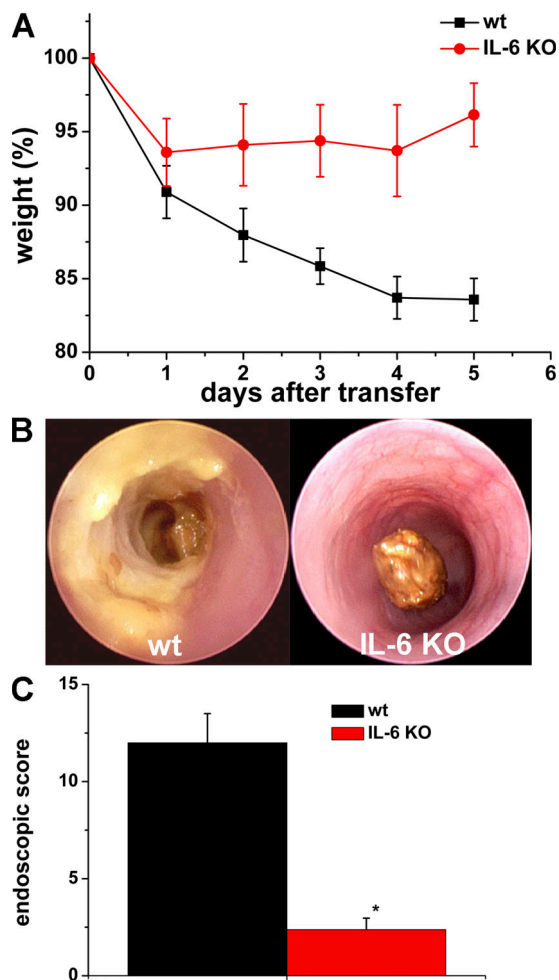 A
wt
IL-6 KO
weight (%)
100
95
90
85
80
0 1 2 3 4 5 6
days after transfer
B
wt IL-6 KO
C
wt
IL-6 KO
endoscopic score
15
10
5
0
*